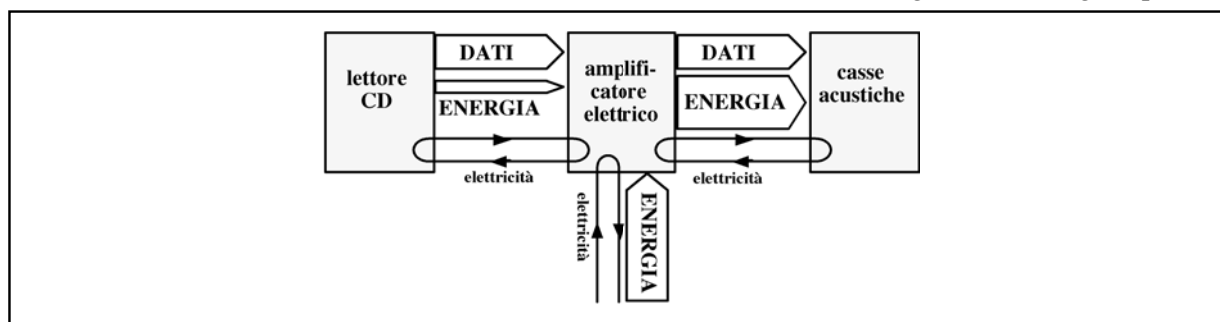 lettore
CD
DATI
ENERGIA
elettricità
amplifi-
catore
elettrico
DATI
ENERGIA
elettricità
casse
acustiche
elettricità
ENERGIA